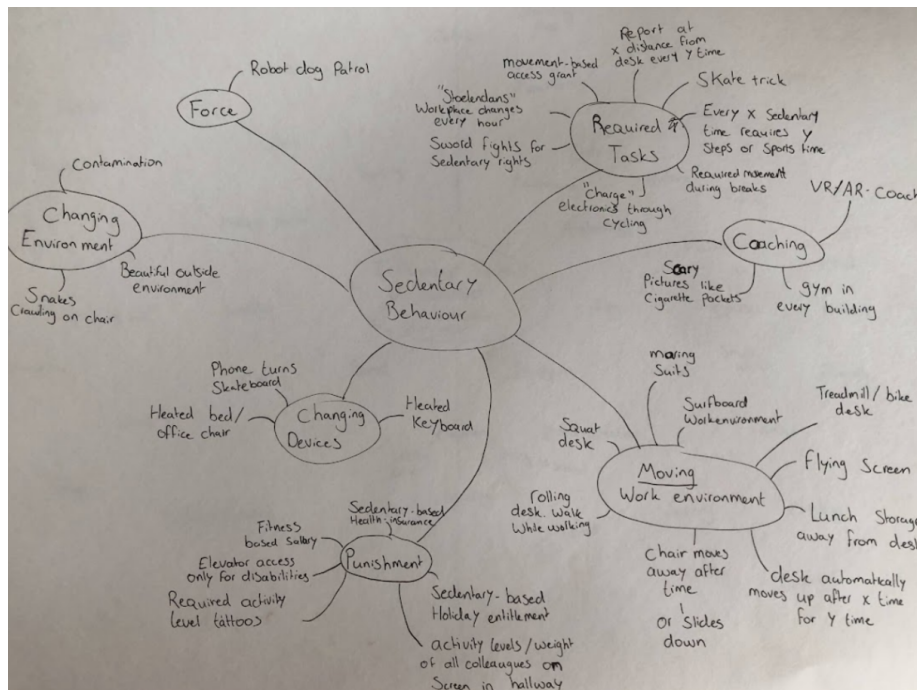 Sedentary
Behaviour
Force
Robot dog Patrol
Changing
Environment
Contamination
Beautiful outside
environment
Snakes
Crawling on chair
Required
Tasks
movement-based
access grant
Report at
x distance from
desk every y time
Skate trick
Every x Sedentary
time requires y
Steps or Sports time
Required movement
during breaks
"Charge"
electronics through
Cycling
Sword fights for
Sedentary rights
"Stoelendans"
Workplace changes
every hour
Coaching
VR/AR-Coach
gym in
every building
Scary
Pictures like
Cigarette pockets
Moving
Work environment
moving
Suits
Surfboard
Workenvironment
Treadmill/bike
desk
Flying Screen
Lunch Storage
away from desk
desk automatically
moves up after x time
for y time
Chair moves
away after
time
or slides
down
rolling
desk. Walk
While working
Squat
desk
Changing
Devices
Phone turns
Skateboard
Heated bed/
office chair
Heated
Keyboard
Punishment
Sedentary-based
Health-insurance
Fitness
based salary
Elevator access
only for disabilities
Required activity
level tattoos
Sedentary-based
Holiday entitlement
activity levels/weight
of all colleagues on
Screen in hallway